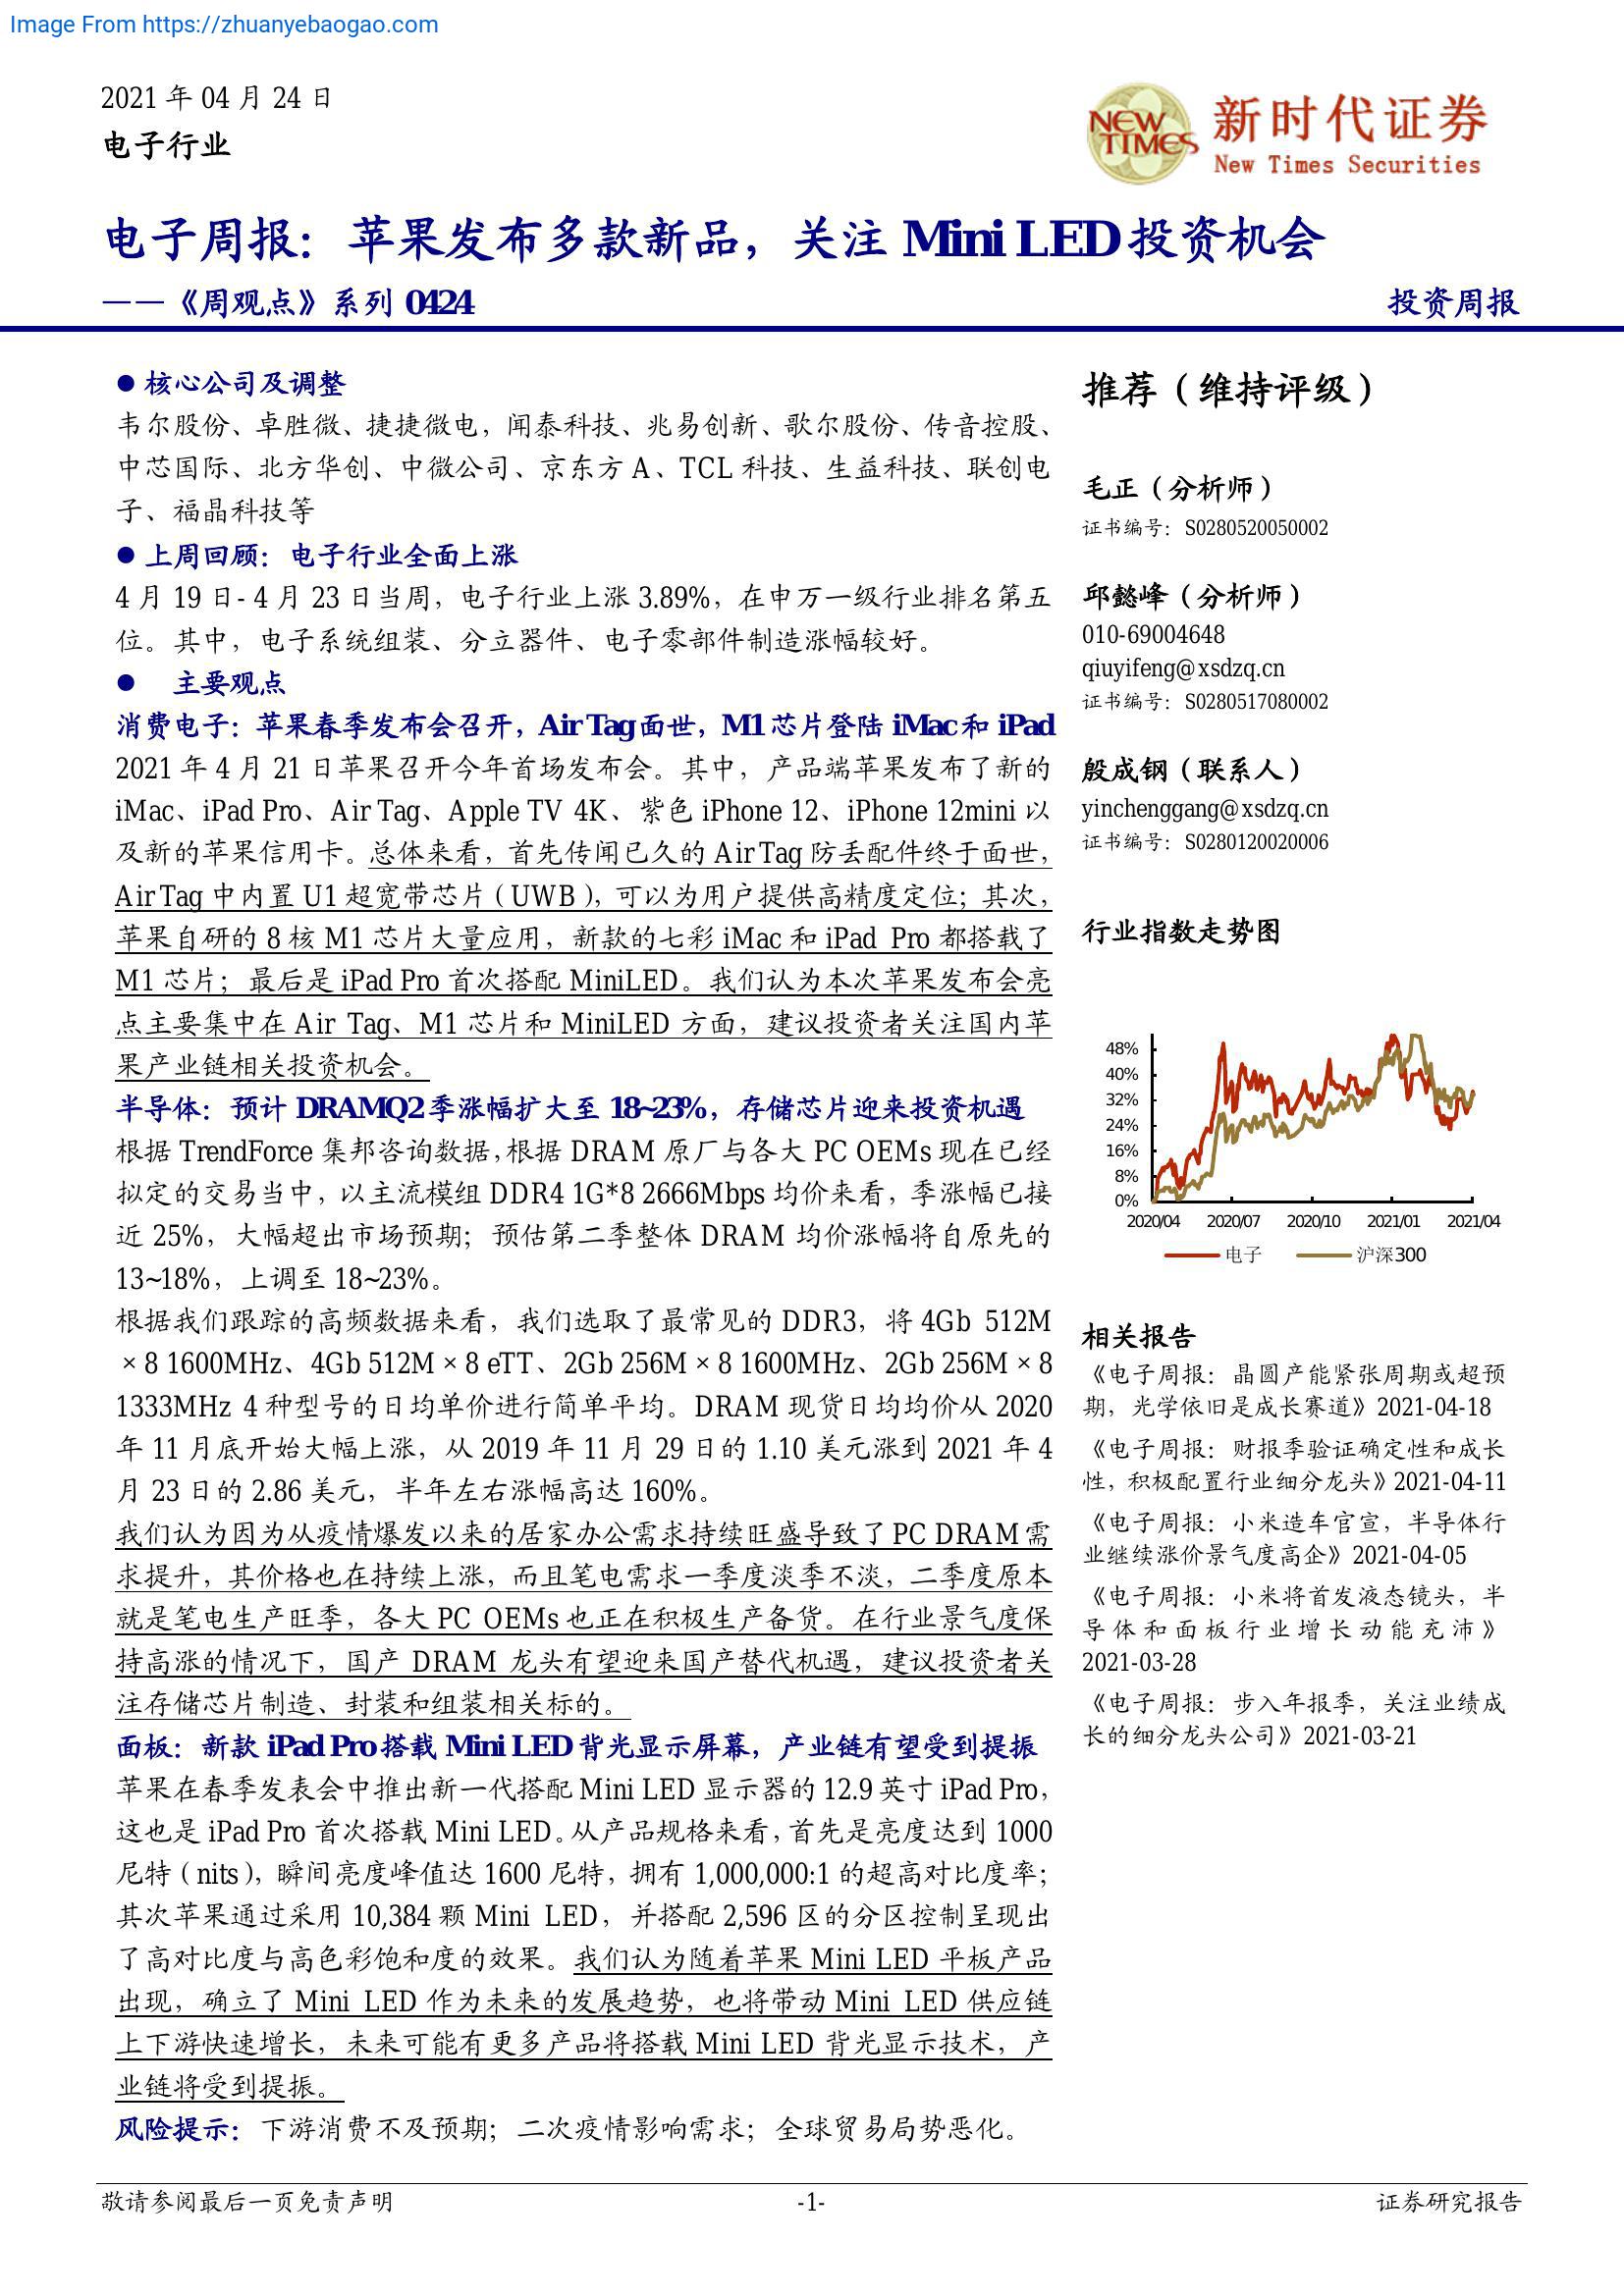 Image From https://zhuanyebaogao.com
2021 年 04 月 24 日
电子行业
NEW TIMES
新时代证券
New Times Securities
电子周报：苹果发布多款新品，关注 Mini LED 投资机会
——《周观点》系列 0424
投资周报
● 核心公司及调整
韦尔股份、卓胜微、捷捷微电，闻泰科技、兆易创新、歌尔股份、传音控股、
中芯国际、北方华创、中微公司、京东方 A、TCL 科技、生益科技、联创电
子、福晶科技等
● 上周回顾：电子行业全面上涨
4 月 19 日- 4 月 23 日当周，电子行业上涨 3.89%，在申万一级行业排名第五
位。其中，电子系统组装、分立器件、电子零部件制造涨幅较好。
● 主要观点
消费电子：苹果春季发布会召开，Air Tag 面世，M1 芯片登陆 iMac 和 iPad
2021 年 4 月 21 日苹果召开今年首场发布会。其中，产品端苹果发布了新的
iMac、iPad Pro、Air Tag、Apple TV 4K、紫色 iPhone 12、iPhone 12mini 以
及新的苹果信用卡。总体来看，首先传闻已久的 Air Tag 防丢配件终于面世，
Air Tag 中内置 U1 超宽带芯片（UWB），可以为用户提供高精度定位；其次，
苹果自研的 8 核 M1 芯片大量应用，新款的七彩 iMac 和 iPad Pro 都搭载了
M1 芯片；最后是 iPad Pro 首次搭配 MiniLED。我们认为本次苹果发布会亮
点主要集中在 Air Tag、M1 芯片和 MiniLED 方面，建议投资者关注国内苹
果产业链相关投资机会。
半导体：预计 DRAMQ2 季涨幅扩大至 18~23%，存储芯片迎来投资机遇
根据 TrendForce 集邦咨询数据，根据 DRAM 原厂与各大 PC OEMs 现在已经
拟定的交易当中，以主流模组 DDR4 1G*8 2666Mbps 均价来看，季涨幅已接
近 25%，大幅超出市场预期；预估第二季整体 DRAM 均价涨幅将自原先的
13~18%，上调至 18~23%。
根据我们跟踪的高频数据来看，我们选取了最常见的 DDR3，将 4Gb 512M
×8 1600MHz、4Gb 512M×8 eTT、2Gb 256M×8 1600MHz、2Gb 256M×8
1333MHz 4 种型号的日均单价进行简单平均。DRAM 现货日均均价从 2020
年 11 月底开始大幅上涨，从 2019 年 11 月 29 日的 1.10 美元涨到 2021 年 4
月 23 日的 2.86 美元，半年左右涨幅高达 160%。
我们认为因为从疫情爆发以来的居家办公需求持续旺盛导致了 PC DRAM 需
求提升，其价格也在持续上涨，而且笔电需求一季度淡季不淡，二季度原本
就是笔电生产旺季，各大 PC OEMs 也正在积极生产备货。在行业景气度保
持高涨的情况下，国产 DRAM 龙头有望迎来国产替代机遇，建议投资者关
注存储芯片制造、封装和组装相关标的。
面板：新款 iPad Pro 搭载 Mini LED 背光显示屏幕，产业链有望受到提振
苹果在春季发表会中推出新一代搭配 Mini LED 显示器的 12.9 英寸 iPad Pro，
这也是 iPad Pro 首次搭载 Mini LED。从产品规格来看，首先是亮度达到 1000
尼特（nits），瞬间亮度峰值达 1600 尼特，拥有 1,000,000:1 的超高对比度率；
其次苹果通过采用 10,384 颗 Mini LED，并搭配 2,596 区的分区控制呈现出
了高对比度与高色彩饱和度的效果。我们认为随着苹果 Mini LED 平板产品
出现，确立了 Mini LED 作为未来的发展趋势，也将带动 Mini LED 供应链
上下游快速增长，未来可能有更多产品将搭载 Mini LED 背光显示技术，产
业链将受到提振。
风险提示：下游消费不及预期；二次疫情影响需求；全球贸易局势恶化。
推荐（维持评级）
毛正（分析师）
证书编号：S0280520050002
邱懿峰（分析师）
010-69004648
qiuyifeng@xsdzq.cn
证书编号：S0280517080002
殷成钢（联系人）
yinchenggang@xsdzq.cn
证书编号：S0280120020006
行业指数走势图
48%
40%
32%
24%
16%
8%
0%
2020/04 2020/07 2020/10 2021/01 2021/04
电子 沪深300
相关报告
《电子周报：晶圆产能紧张周期或超预
期，光学依旧是成长赛道》2021-04-18
《电子周报：财报季验证确定性和成长
性，积极配置行业细分龙头》2021-04-11
《电子周报：小米造车官宣，半导体行
业继续涨价景气度高企》2021-04-05
《电子周报：小米将首发液态镜头，半
导体和面板行业增长动能充沛》
2021-03-28
《电子周报：步入年报季，关注业绩成
长的细分龙头公司》2021-03-21
敬请参阅最后一页免责声明
-1-
证券研究报告